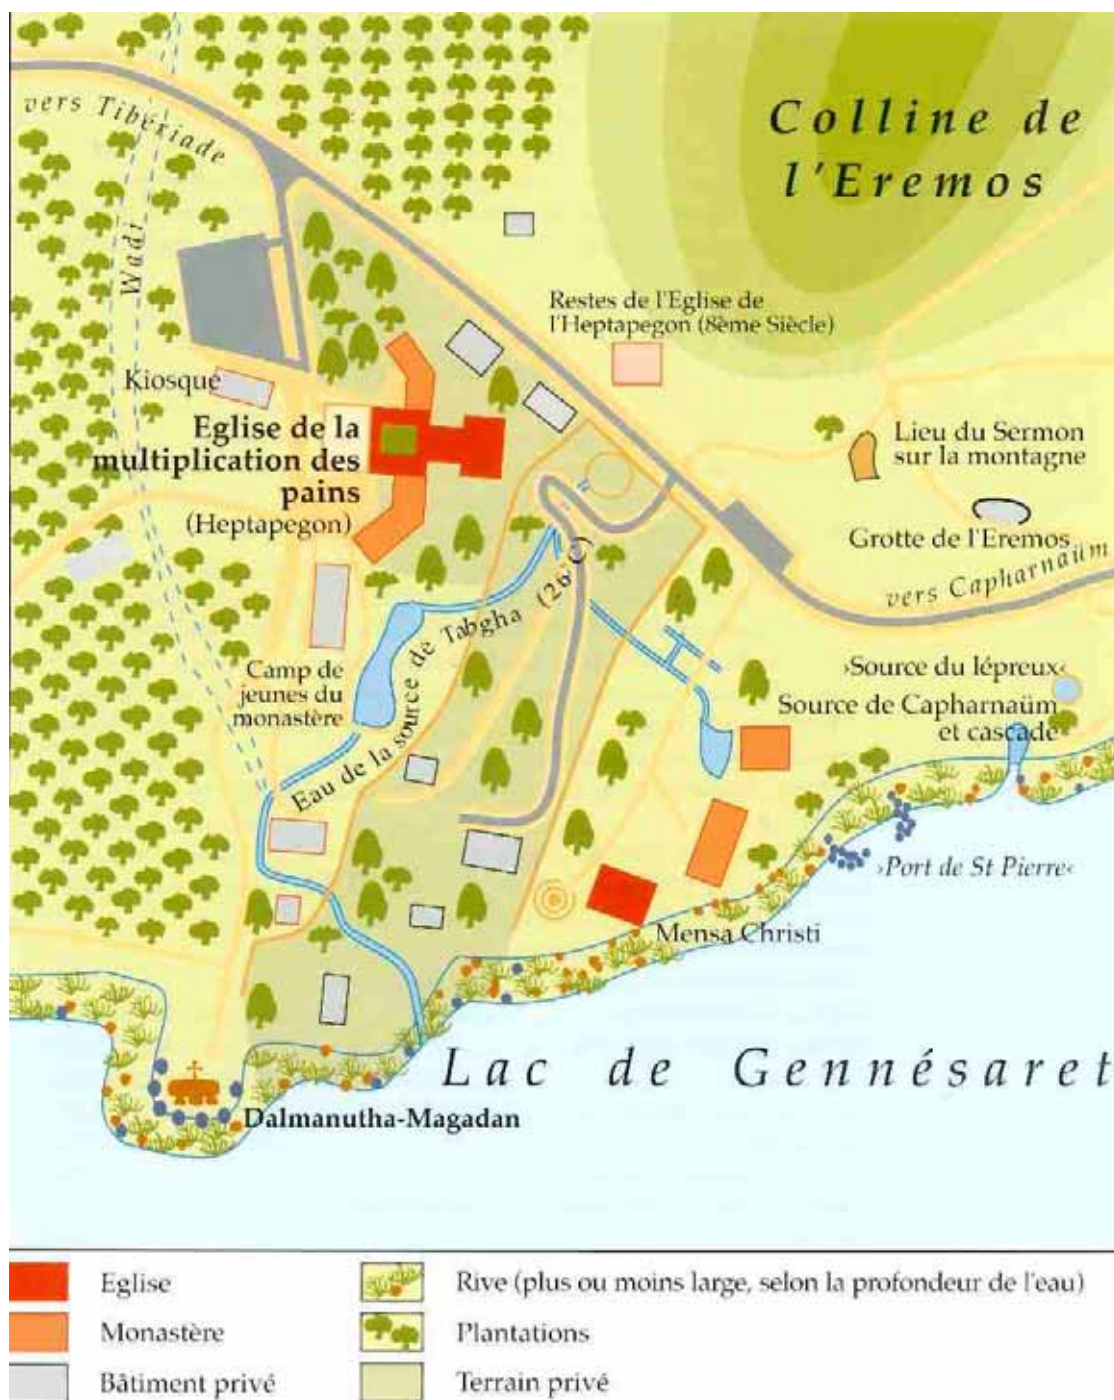 vers Tibériade
Wadi
Colline de
l'Eremos
Restes de l'Eglise de
l'Heptapegon (8ème Siècle)
Kiosque
Eglise de la
multiplication des
pains
(Heptapegon)
Lieu du Sermon
sur la montagne
Grotte de l'Eremos
vers Capharnaüm
Eau de la source de Tabgha (26°C)
Camp de
jeunes du
monastère
›Source du lépreux‹
Source de Capharnaüm
et cascade
›Port de St Pierre‹
Mensa Christi
Lac de Gennésaret
Dalmanutha-Magadan
Eglise
Monastère
Bâtiment privé
Rive (plus ou moins large, selon la profondeur de l'eau)
Plantations
Terrain privé